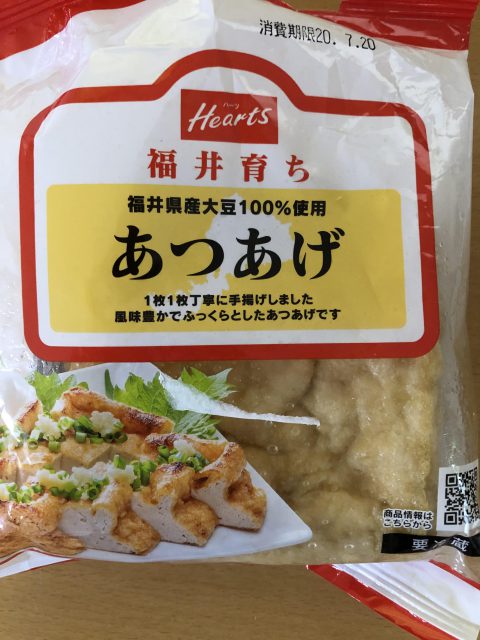 消費期限20. 7.20
ハーツ
Hearts
福井育ち
福井県産大豆100%使用
あつあげ
1枚1枚丁寧に手揚げしました
風味豊かでふっくらとしたあつあげです
商品情報は
こちらから
要冷蔵